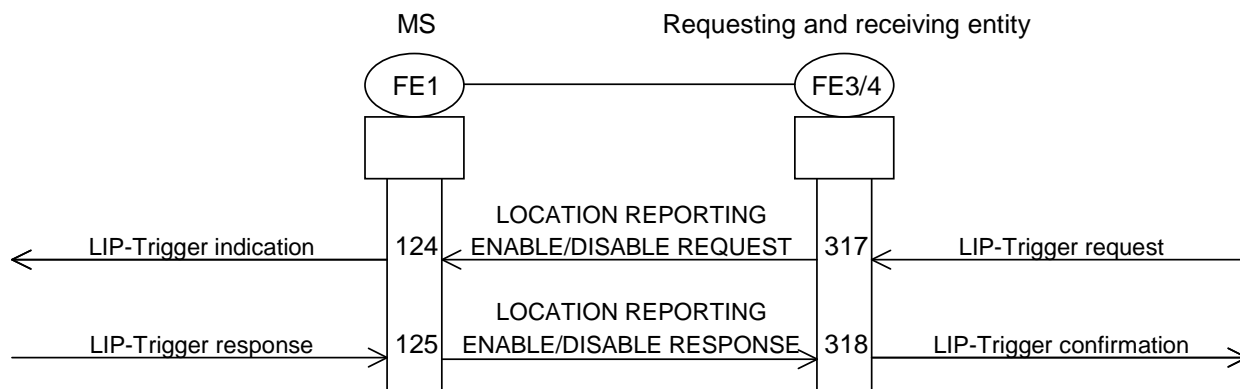 MS Requesting and receiving entity
FE1 FE3/4
LOCATION REPORTING
LIP-Trigger indication 124 ENABLE/DISABLE REQUEST 317 LIP-Trigger request
LOCATION REPORTING
LIP-Trigger response 125 ENABLE/DISABLE RESPONSE 318 LIP-Trigger confirmation